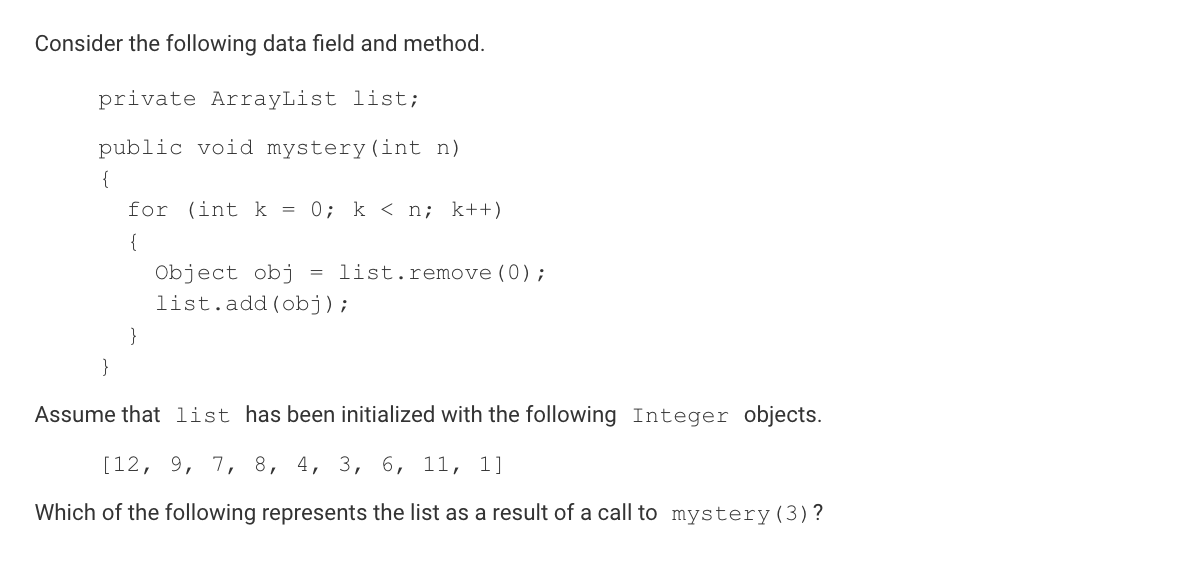 Consider the following data field and method.
private ArrayList list;
public void mystery(int n)
{
for (int k = 0; k < n; k++)
{
Object obj = list.remove(0);
list.add(obj);
}
}
Assume that list has been initialized with the following Integer objects.
[12, 9, 7, 8, 4, 3, 6, 11, 1]
Which of the following represents the list as a result of a call to mystery(3)?